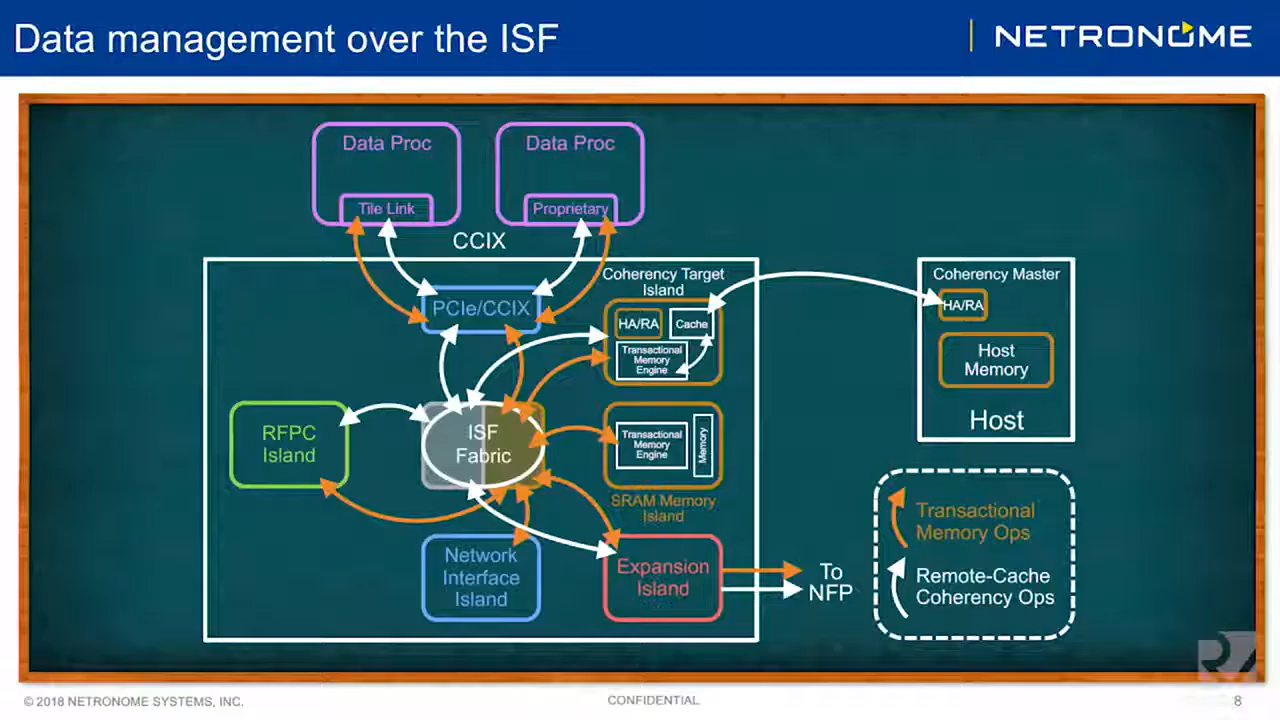 Data management over the ISF
NETRONOME
Data Proc
Data Proc
Tile Link
Proprietary
CCIX
Coherency Target
Island
Coherency Master
PCIe/CCIX
HA/RA
Cache
HA/RA
Transactional
Memory
Engine
Host
Memory
Host
RFPC
Island
ISF
Fabric
Transactional
Memory
Engine
Memory
SRAM Memory
Island
Transactional
Memory Ops
Network
Interface
Island
Expansion
Island
To
NFP
Remote-Cache
Coherency Ops
© 2018 NETRONOME SYSTEMS, INC.
CONFIDENTIAL
8